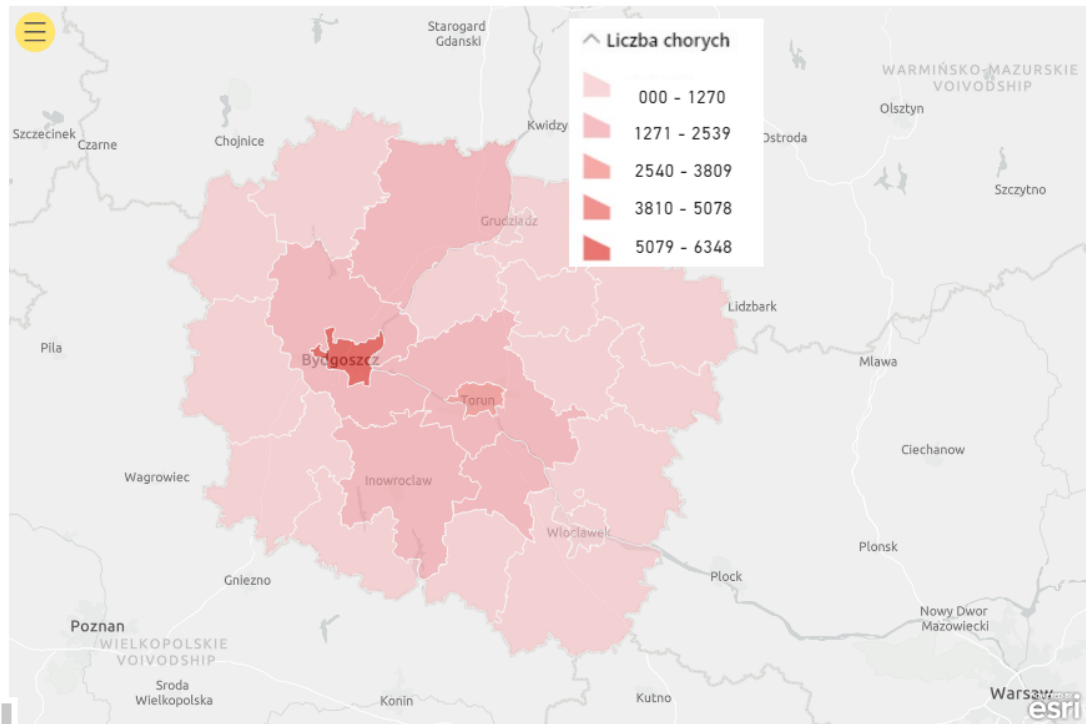 Starogard
Gdanski
Liczba chorych
000 - 1270
1271 - 2539
2540 - 3809
3810 - 5078
5079 - 6348
WARMIŃSKO-MAZURSKIE
VOIVODSHIP
Olsztyn
Szczecinek
Czarne
Chojnice
Kwidzy
Ostroda
Szczytno
Grudziadz
Lidzbark
Pila
Bydgoszcz
Mlawa
Torun
Wagrowiec
Inowroclaw
Ciechanow
Wloclawek
Plonsk
Gniezno
Plock
Poznan
WIELKOPOLSKIE
VOIVODSHIP
Nowy Dwor
Mazowiecki
Sroda
Wielkopolska
Konin
Kutno
Warsaw
esri